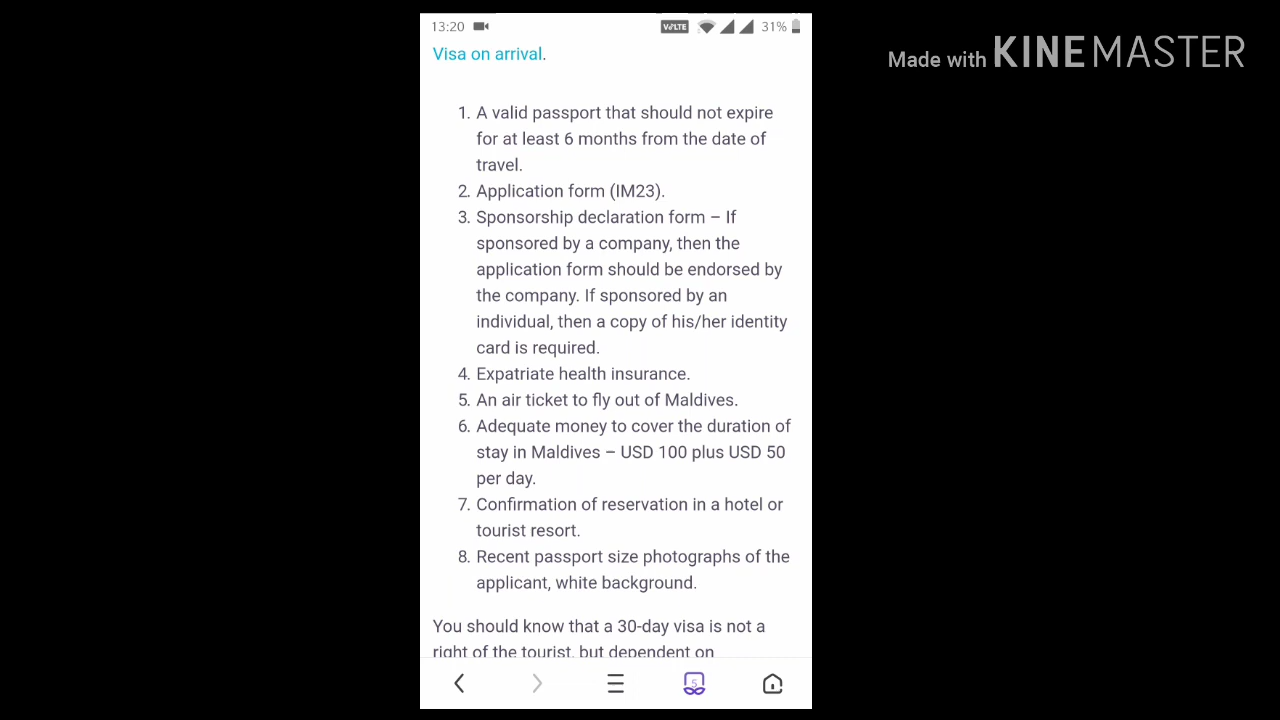 13:20
VoLTE
31%
Made with KINEMASTER
Visa on arrival.
1. A valid passport that should not expire
for at least 6 months from the date of
travel.
2. Application form (IM23).
3. Sponsorship declaration form – If
sponsored by a company, then the
application form should be endorsed by
the company. If sponsored by an
individual, then a copy of his/her identity
card is required.
4. Expatriate health insurance.
5. An air ticket to fly out of Maldives.
6. Adequate money to cover the duration of
stay in Maldives – USD 100 plus USD 50
per day.
7. Confirmation of reservation in a hotel or
tourist resort.
8. Recent passport size photographs of the
applicant, white background.
You should know that a 30-day visa is not a
right of the tourist, but dependent on
5